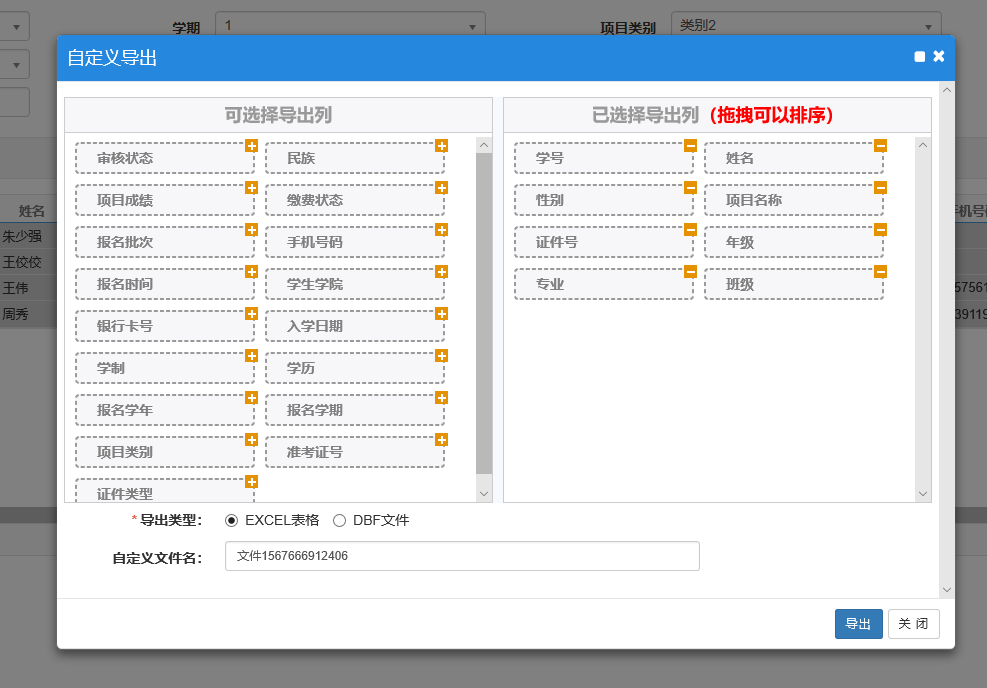 学期 1 项目类别 类别2
自定义导出
可选择导出列
已选择导出列 (拖拽可以排序)
审核状态 民族
学号 姓名
项目成绩 缴费状态
性别 项目名称
报名批次 手机号码
证件号 年级
报名时间 学生学院
专业 班级
银行卡号 入学日期
学制 学历
报名学年 报名学期
项目类别 准考证号
证件类型
姓名
朱少强
王佼佼
王伟
周秀
手机号
57561
39119
*导出类型: EXCEL表格 DBF文件
自定义文件名: 文件1567666912406
导出 关 闭